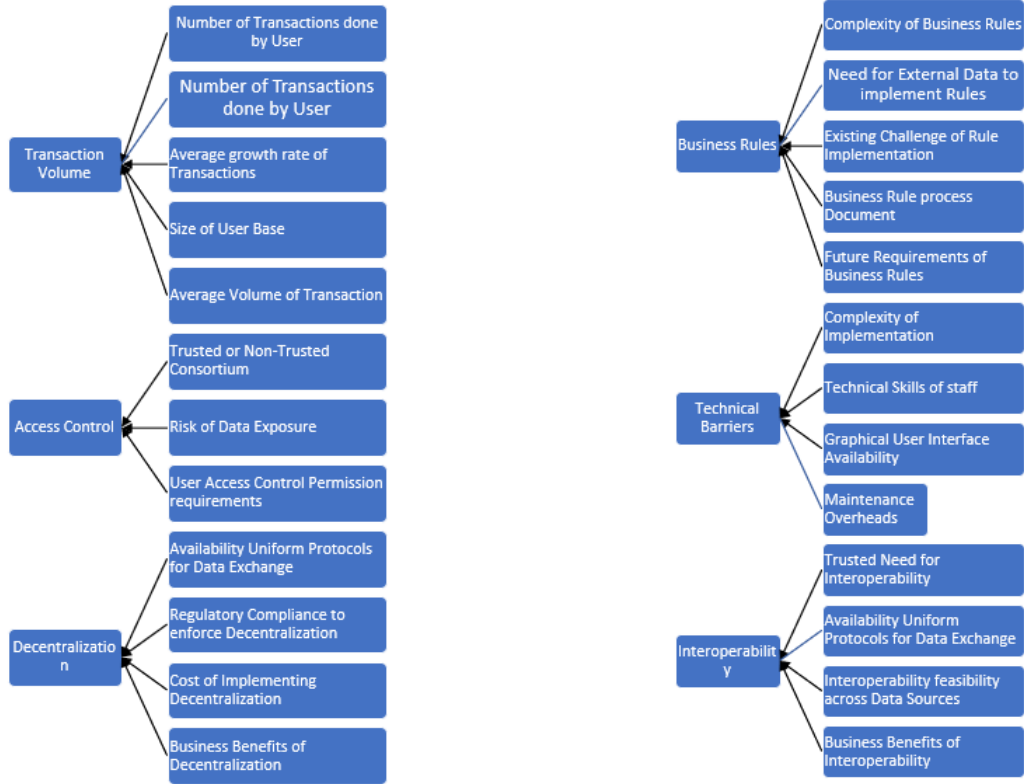 Number of Transactions done
by User
Number of Transactions
done by User
Transaction
Volume
Average growth rate of
Transactions
Size of User Base
Average Volume of Transaction
Trusted or Non-Trusted
Consortium
Access Control
Risk of Data Exposure
User Access Control Permission
requirements
Availability Uniform Protocols
for Data Exchange
Regulatory Compliance to
enforce Decentralization
Decentralizatio
n
Cost of Implementing
Decentralization
Business Benefits of
Decentralization
Complexity of Business Rules
Need for External Data to
implement Rules
Business Rules
Existing Challenge of Rule
Implementation
Business Rule process
Document
Future Requirements of
Business Rules
Complexity of
Implementation
Technical Skills of staff
Technical
Barriers
Graphical User Interface
Availability
Maintenance
Overheads
Trusted Need for
Interoperability
Availability Uniform
Protocols for Data Exchange
Interoperabilit
y
Interoperability feasibility
across Data Sources
Business Benefits of
Interoperability